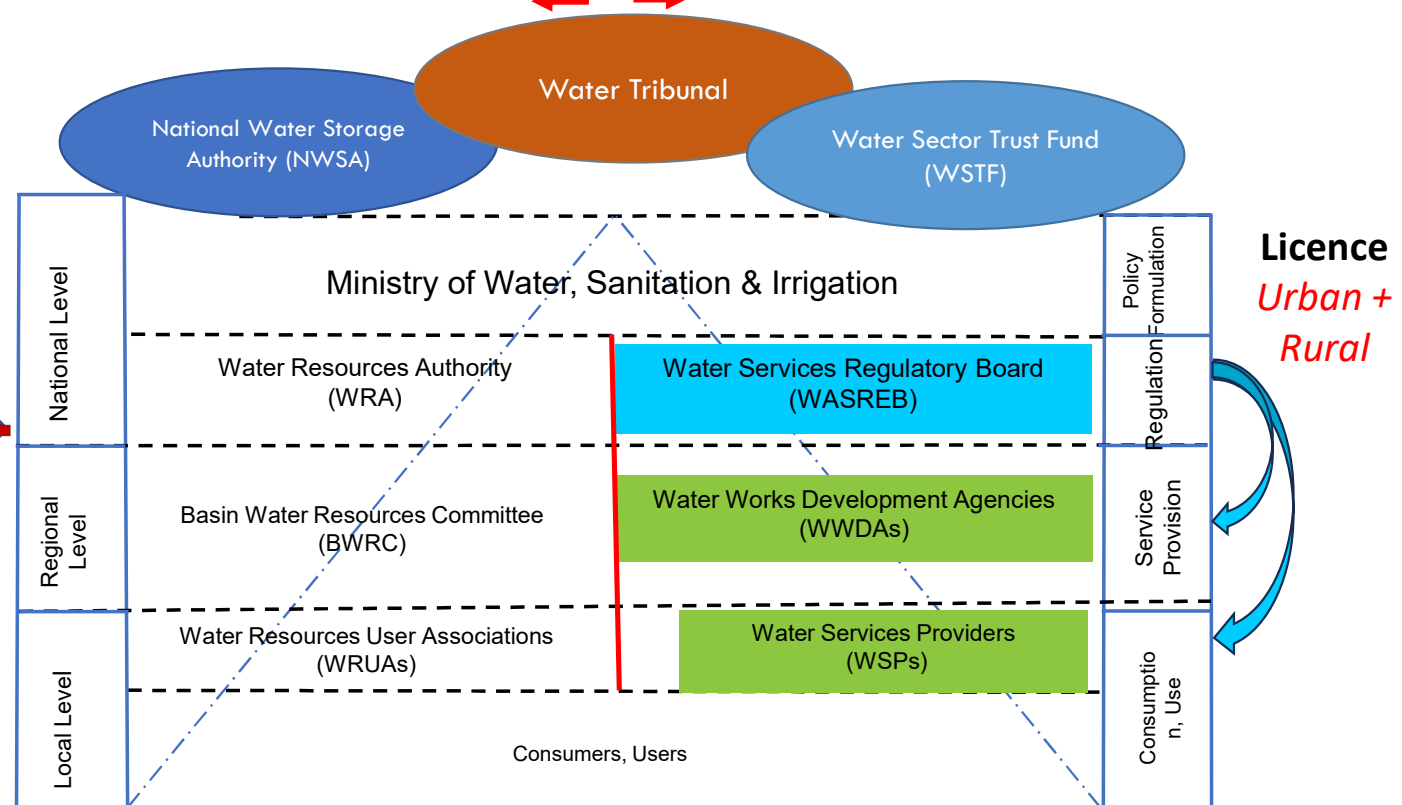 Water Tribunal
National Water Storage
Authority (NWSA)
Water Sector Trust Fund
(WSTF)
National Level
Ministry of Water, Sanitation & Irrigation
Policy
Formulation
Licence
Urban +
Rural
Water Resources Authority
(WRA)
Water Services Regulatory Board
(WASREB)
Regulation
Regional
Level
Basin Water Resources Committee
(BWRC)
Water Works Development Agencies
(WWDAs)
Service
Provision
Local Level
Water Resources User Associations
(WRUAs)
Water Services Providers
(WSPs)
Consumptio
n, Use
Consumers, Users